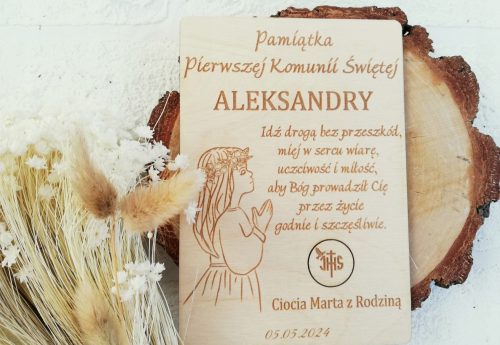 Pamiątka
Pierwszej Komunii Świętej
ALEKSANDRY
Idź drogą bez przeszkód,
miej w sercu wiarę,
uczciwość i miłość,
aby Bóg prowadził Cię
przez życie
godnie i szczęśliwie.
IHS
Ciocia Marta z Rodziną
05.05.2024